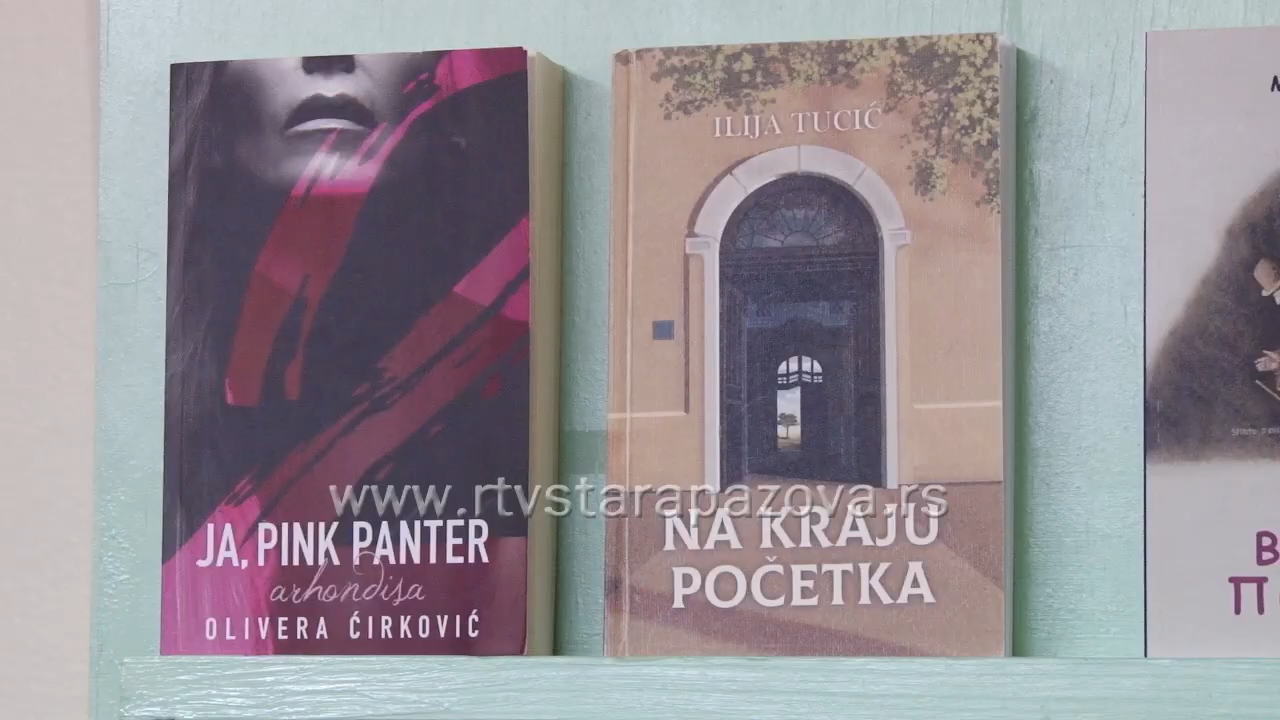 JA, PINK PANTER
arhondisa
OLIVERA ĆIRKOVIĆ
ILIJA TUCIĆ
NA KRAJU
POČETKA
www.rtvstarapazova.rs